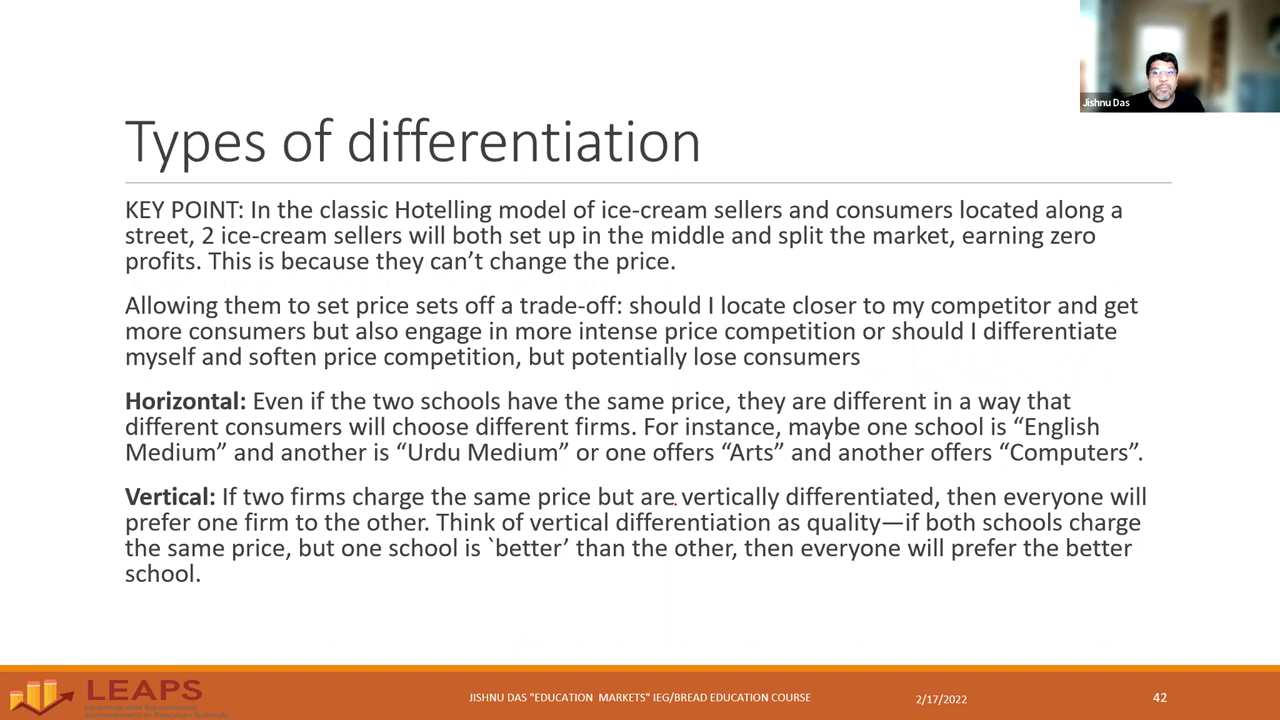 Jishnu Das
Types of differentiation
KEY POINT: In the classic Hotelling model of ice-cream sellers and consumers located along a
street, 2 ice-cream sellers will both set up in the middle and split the market, earning zero
profits. This is because they can’t change the price.
Allowing them to set price sets off a trade-off: should I locate closer to my competitor and get
more consumers but also engage in more intense price competition or should I differentiate
myself and soften price competition, but potentially lose consumers
Horizontal: Even if the two schools have the same price, they are different in a way that
different consumers will choose different firms. For instance, maybe one school is “English
Medium” and another is “Urdu Medium” or one offers “Arts” and another offers “Computers”.
Vertical: If two firms charge the same price but are vertically differentiated, then everyone will
prefer one firm to the other. Think of vertical differentiation as quality—if both schools charge
the same price, but one school is `better’ than the other, then everyone will prefer the better
school.
LEAPS
JISHNU DAS "EDUCATION MARKETS" IEG/BREAD EDUCATION COURSE
2/17/2022
42